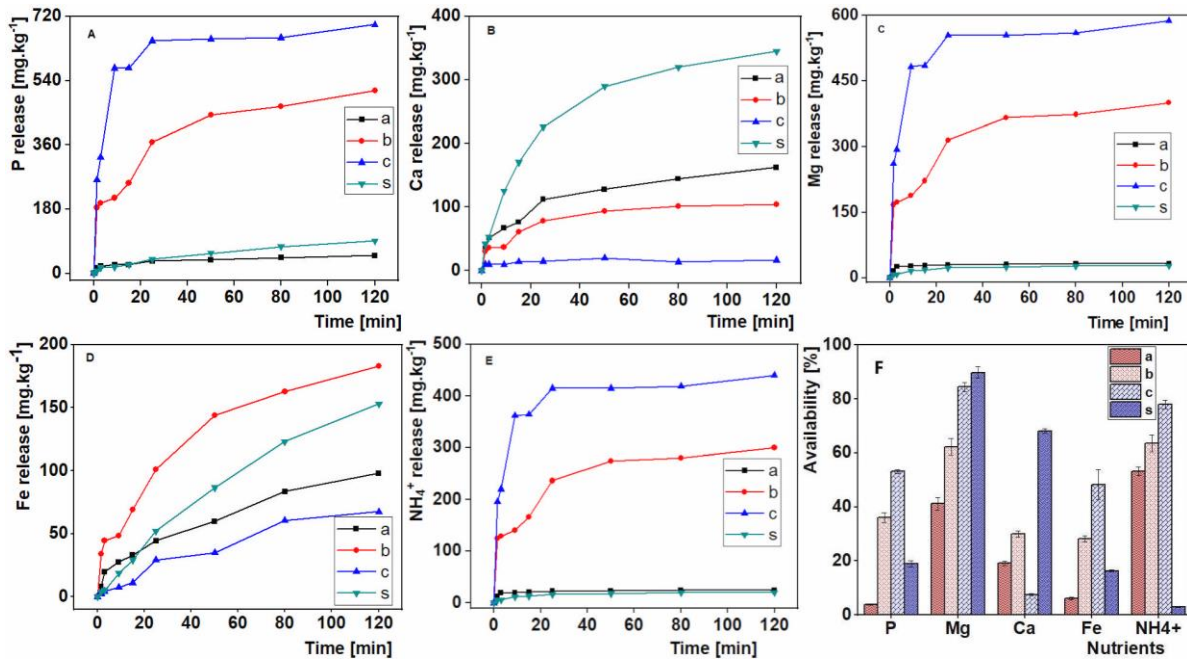 A
P release [mg.kg-1]
720
540
360
180
0
a
b
c
s
0 20 40 60 80 100 120
Time [min]
B
Ca release [mg.kg-1]
400
300
200
100
0
a
b
c
s
0 20 40 60 80 100 120
Time [min]
C
Mg release [mg.kg-1]
600
450
300
150
0
a
b
c
s
0 20 40 60 80 100 120
Time [min]
D
Fe release [mg.kg-1]
200
150
100
50
0
a
b
c
s
0 20 40 60 80 100 120
Time [min]
E
NH4+ release [mg.kg-1]
500
400
300
200
100
0
a
b
c
s
0 20 40 60 80 100 120
Time [min]
F
Availability [%]
100
80
60
40
20
0
a
b
c
s
P Mg Ca Fe NH4+
Nutrients